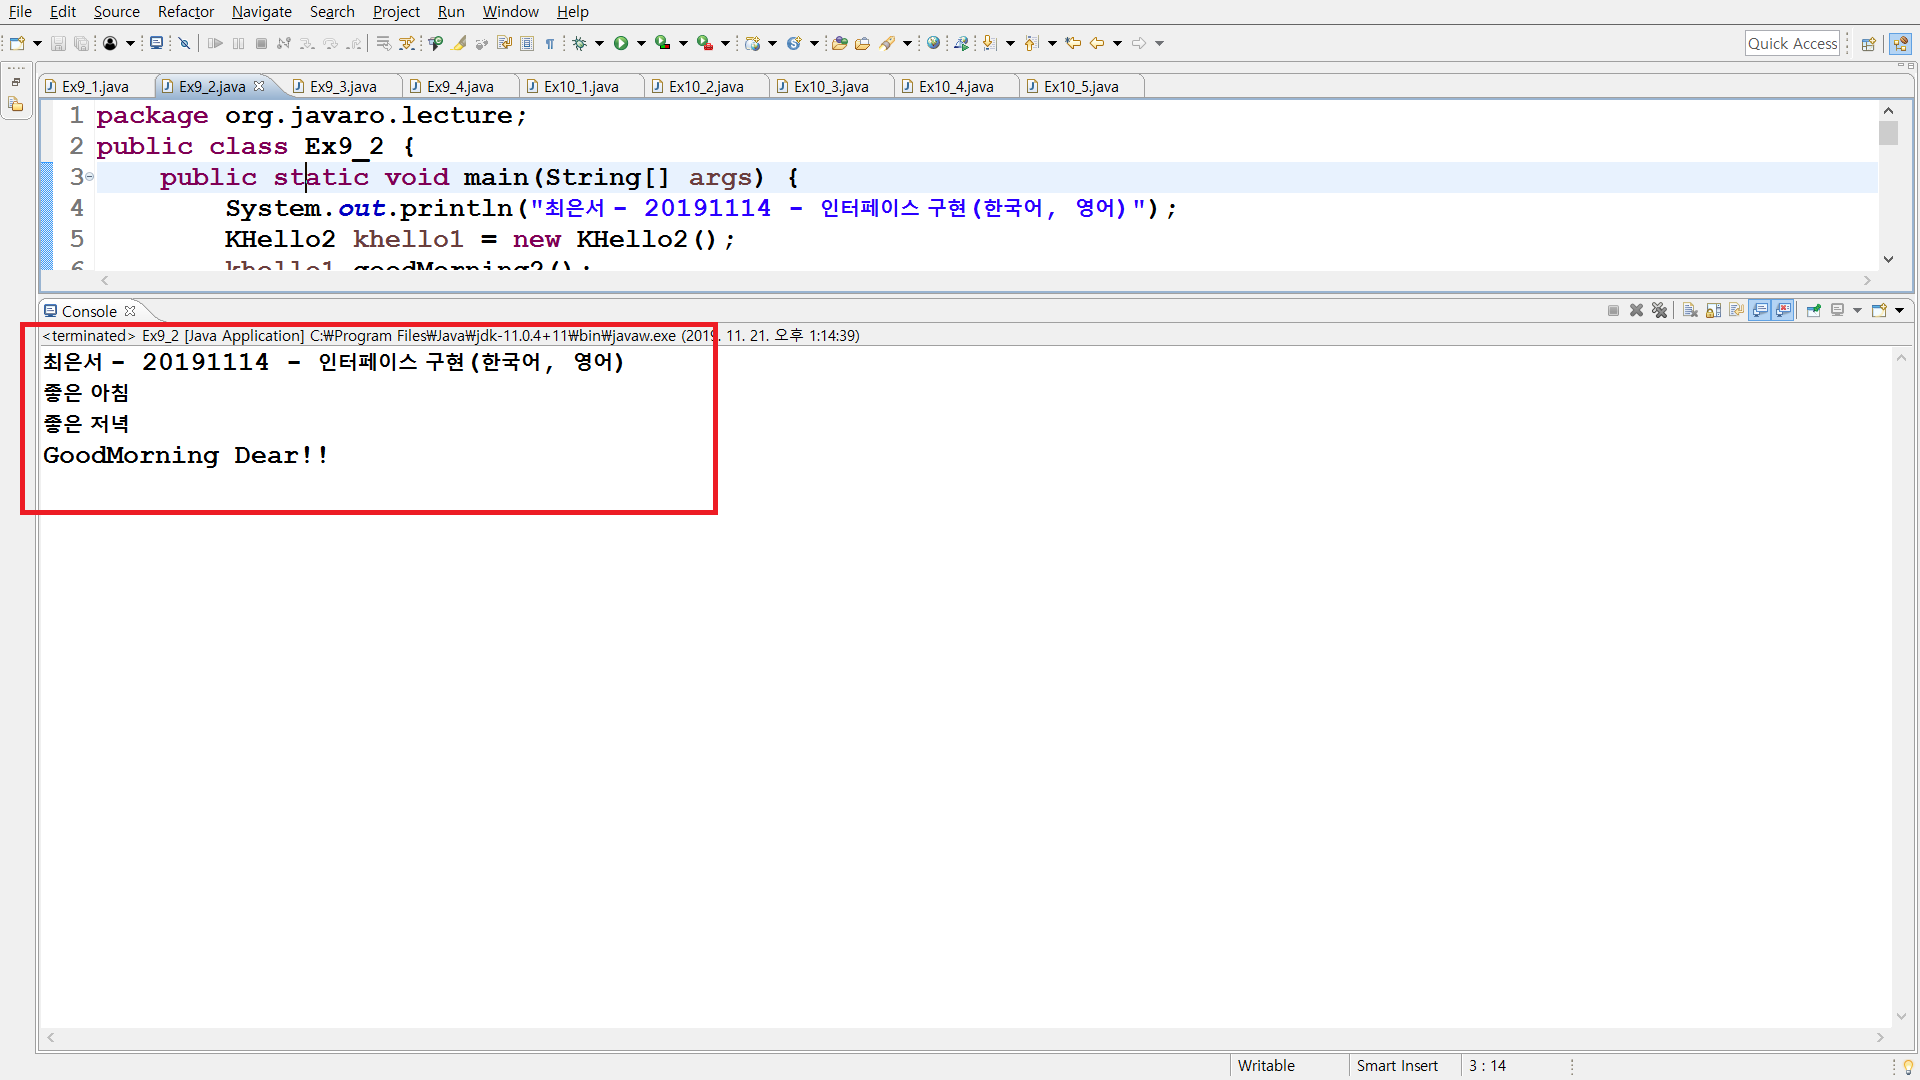 File Edit Source Refactor Navigate Search Project Run Window Help
Quick Access
Ex9_1.java Ex9_2.java Ex9_3.java Ex9_4.java Ex10_1.java Ex10_2.java Ex10_3.java Ex10_4.java Ex10_5.java
1 package org.javaro.lecture;
2 public class Ex9_2 {
3 public static void main(String[] args) {
4 System.out.println("최은서 - 20191114 - 인터페이스 구현(한국어, 영어)");
5 KHello2 khello1 = new KHello2();
6 khello1.goodMorning2();
Console
<terminated> Ex9_2 [Java Application] C:₩Program Files₩Java₩jdk-11.0.4+11₩bin₩javaw.exe (2019. 11. 21. 오후 1:14:39)
최은서 - 20191114 - 인터페이스 구현(한국어, 영어)
좋은 아침
좋은 저녁
GoodMorning Dear!!
Writable Smart Insert 3 : 14